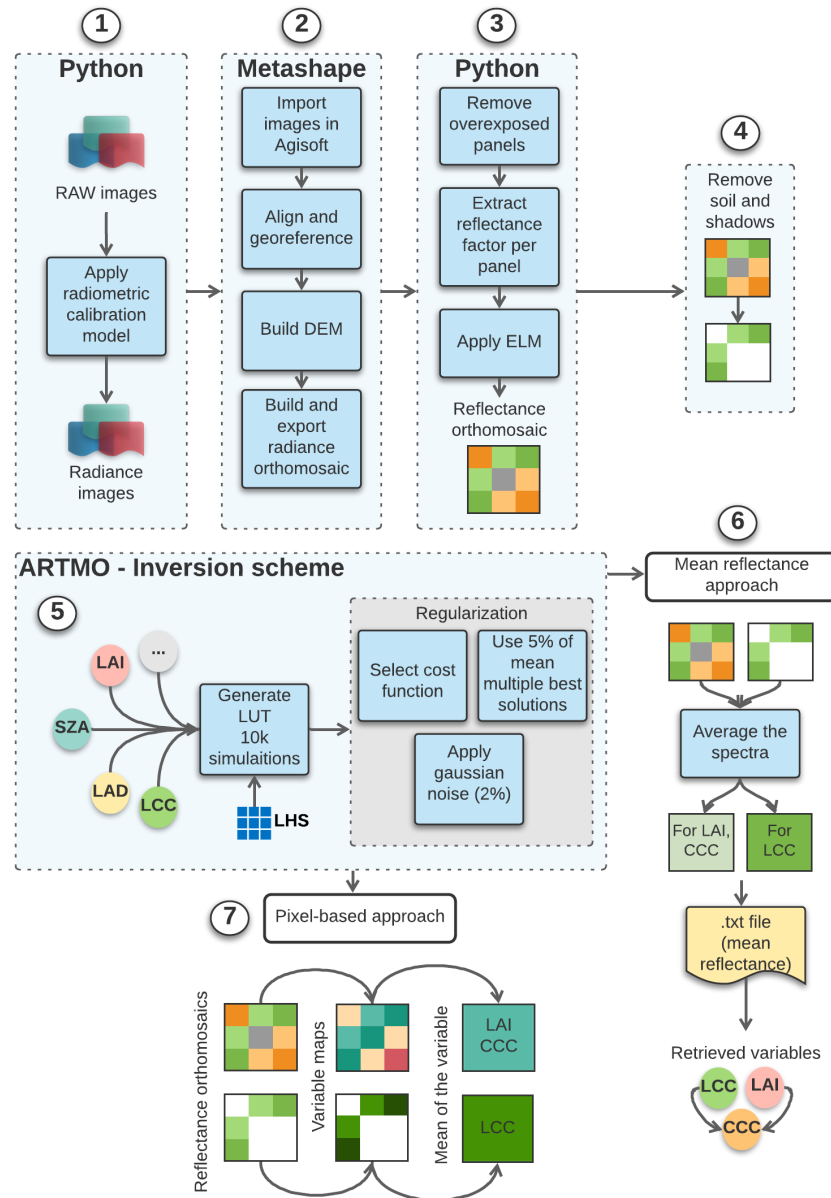 1
Python
RAW images
Apply
radiometric
calibration
model
Radiance
images
2
Metashape
Import
images in
Agisoft
Align and
georeference
Build DEM
Build and
export
radiance
orthomosaic
3
Python
Remove
overexposed
panels
Extract
reflectance
factor per
panel
Apply ELM
Reflectance
orthomosaic
4
Remove
soil and
shadows
ARTMO - Inversion scheme
5
LAI
...
SZA
LAD
LCC
Generate
LUT
10k
simulaitions
LHS
Regularization
Select cost
function
Use 5% of
mean
multiple best
solutions
Apply
gaussian
noise (2%)
6
Mean reflectance
approach
Average the
spectra
For LAI,
CCC
For
LCC
.txt file
(mean
reflectance)
Retrieved variables
LCC
LAI
CCC
7
Pixel-based approach
Reflectance orthomosaics
Variable maps
Mean of the variable
LAI
CCC
LCC